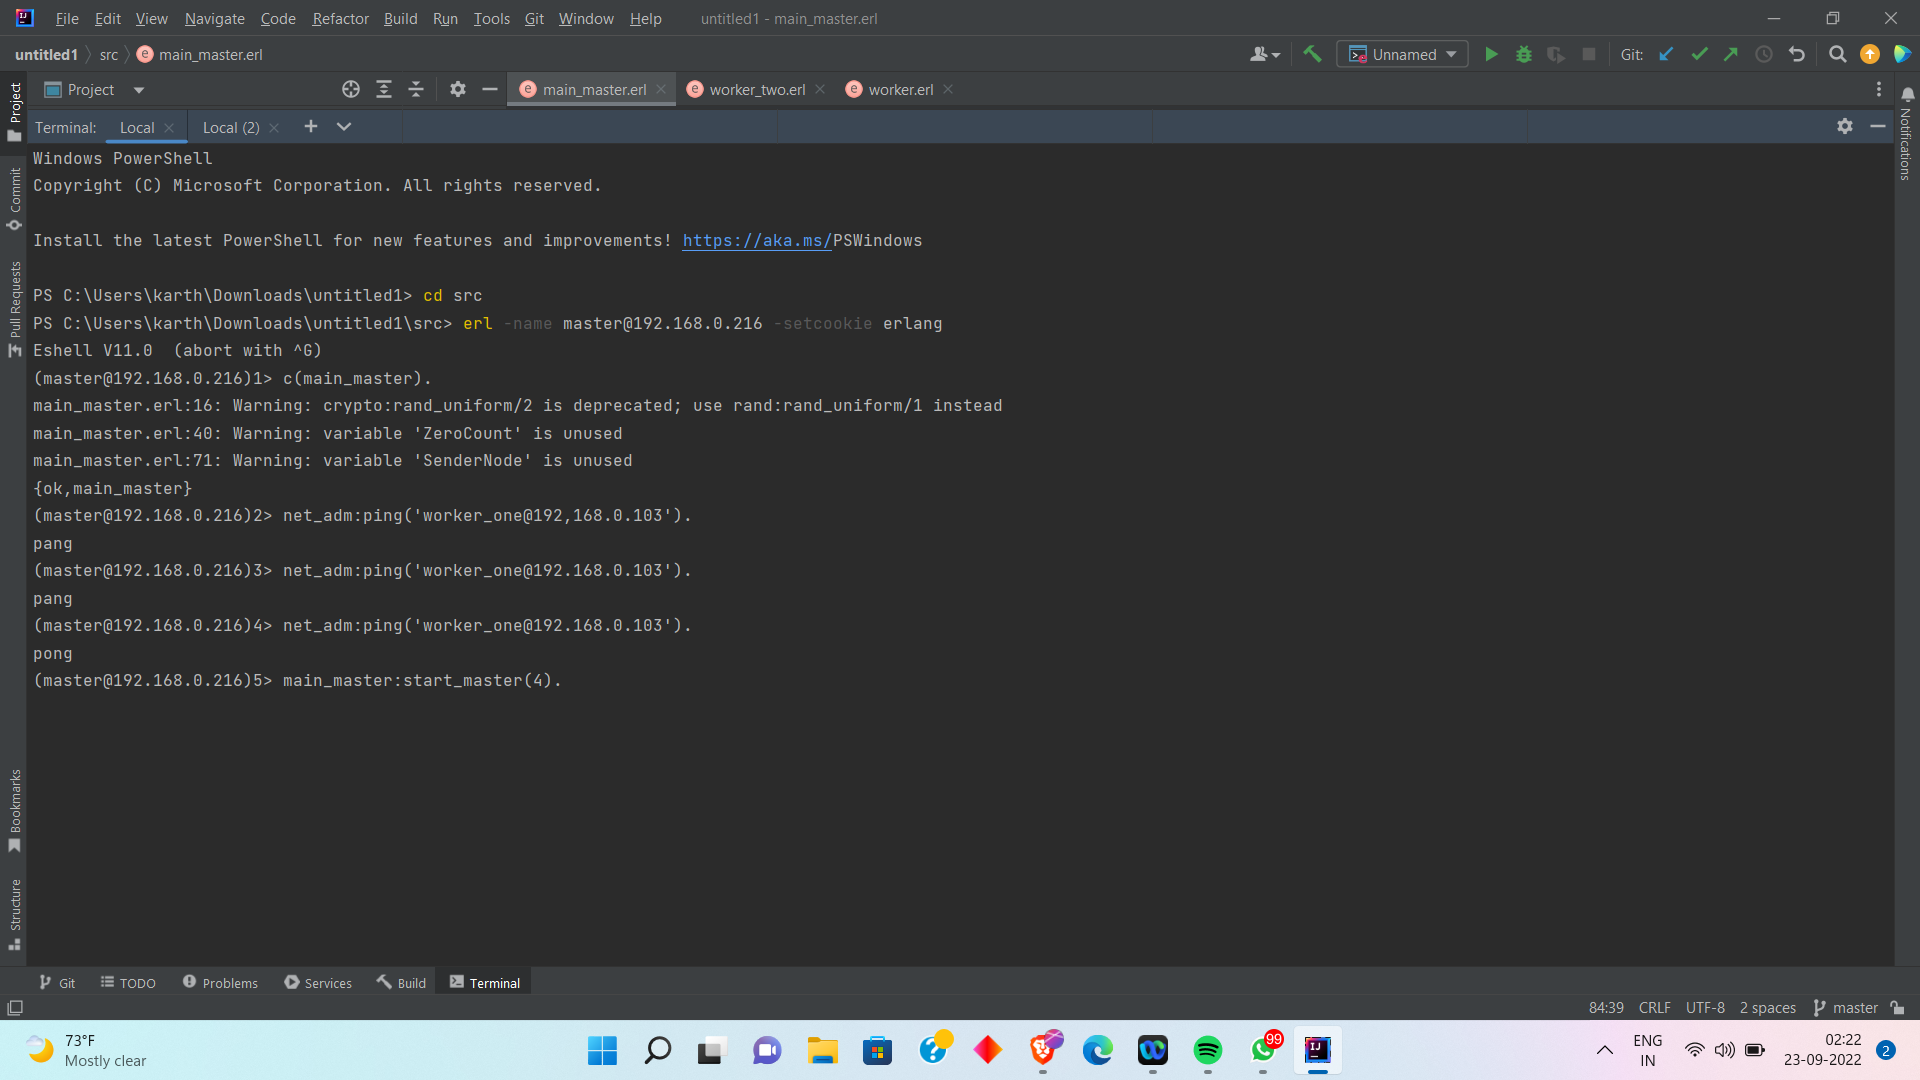 File Edit View Navigate Code Refactor Build Run Tools Git Window Help untitled1 - main_master.erl
untitled1 src main_master.erl Unnamed Git:
Project main_master.erl worker_two.erl worker.erl
Terminal: Local Local (2)
Windows PowerShell
Copyright (C) Microsoft Corporation. All rights reserved.
Install the latest PowerShell for new features and improvements! https://aka.ms/PSWindows
PS C:\Users\karth\Downloads\untitled1> cd src
PS C:\Users\karth\Downloads\untitled1\src> erl -name master@192.168.0.216 -setcookie erlang
Eshell V11.0  (abort with ^G)
(master@192.168.0.216)1> c(main_master).
main_master.erl:16: Warning: crypto:rand_uniform/2 is deprecated; use rand:rand_uniform/1 instead
main_master.erl:40: Warning: variable 'ZeroCount' is unused
main_master.erl:71: Warning: variable 'SenderNode' is unused
{ok,main_master}
(master@192.168.0.216)2> net_adm:ping('worker_one@192,168.0.103').
pang
(master@192.168.0.216)3> net_adm:ping('worker_one@192.168.0.103').
pang
(master@192.168.0.216)4> net_adm:ping('worker_one@192.168.0.103').
pong
(master@192.168.0.216)5> main_master:start_master(4).
Project
Commit
Pull Requests
Bookmarks
Structure
Notifications
Git TODO Problems Services Build Terminal
84:39 CRLF UTF-8 2 spaces master
73°F
Mostly clear
99
ENG
IN
02:22
23-09-2022
2